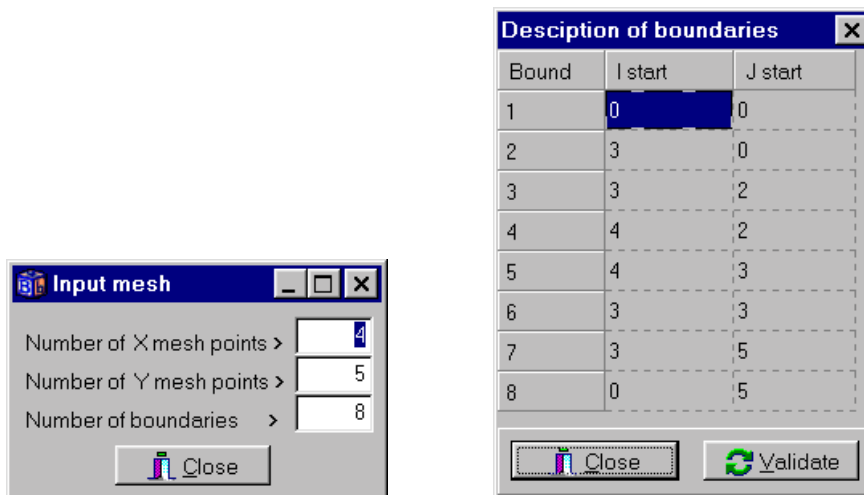 Input mesh
Number of X mesh points > 4
Number of Y mesh points > 5
Number of boundaries > 8
Close
Desciption of boundaries
Bound I start J start
1 0 0
2 3 0
3 3 2
4 4 2
5 4 3
6 3 3
7 3 5
8 0 5
Close Validate